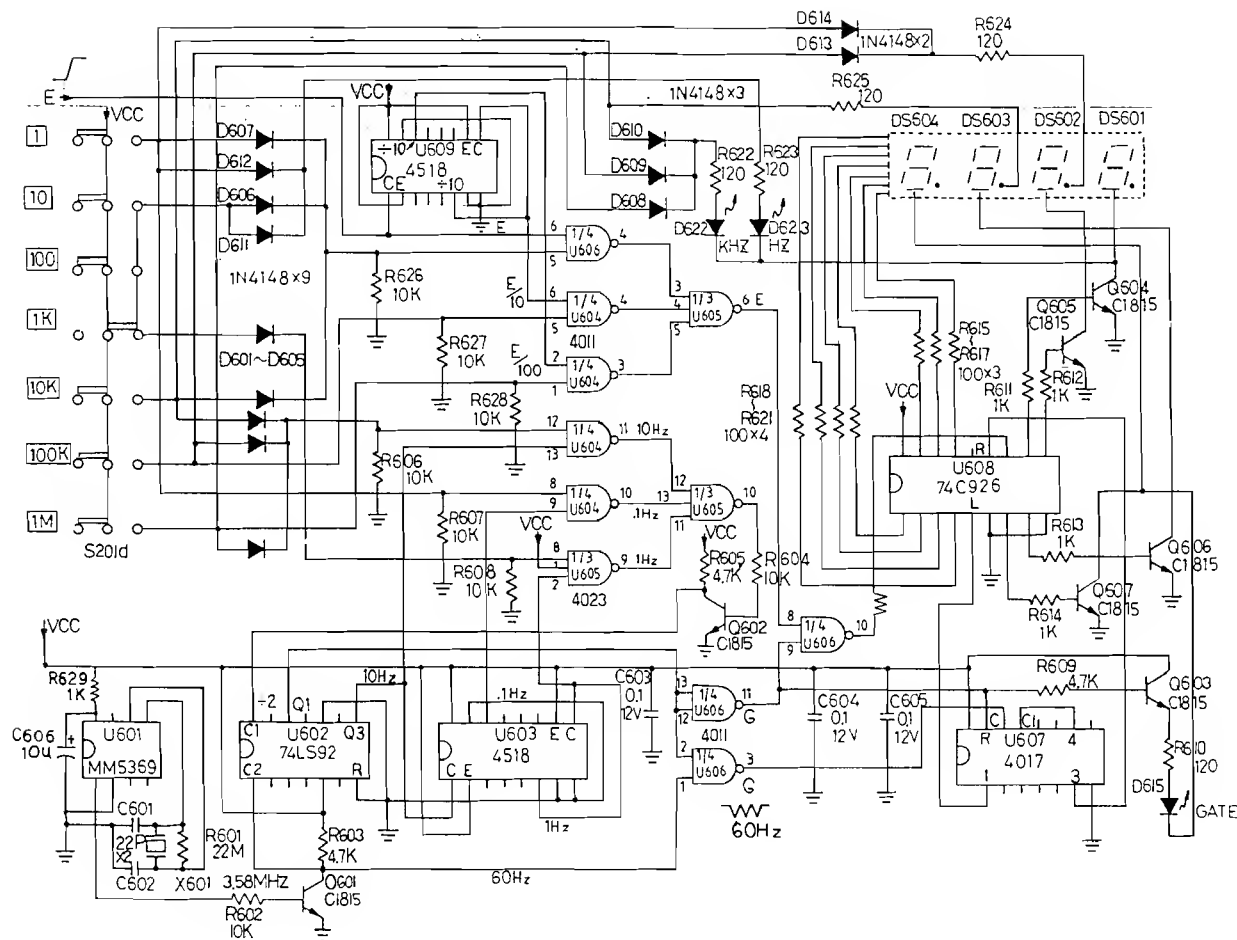 D614
D613
1N4148×2
R624
120
R625
120
E
VCC
1
10
100
1K
10K
100K
1M
S201d
D607
D612
D606
D611
1N4148×9
D601~D605
VCC
÷10
U609
4518
E C
CE
÷10
E
1N4148×3
D610
D609
D608
R622
120
R623
120
D622
KHZ
D623
HZ
DS604
DS603
DS602
DS601
R626
10K
R627
10K
R628
10K
R606
10K
R607
10K
R608
10K
VCC
6
5
1/4
U606
4
E/10
6
5
1/4
U604
4
4011
E/100
2
1
1/4
U604
3
3
4
5
1/3
U605
6 E
12
13
1/4
U604
11 10Hz
8
9
1/4
U604
10
.1Hz
8
1
2
1/3
U605
9 1Hz
4023
12
13
11
1/3
U605
10
VCC
R605
4.7K
R604
10K
Q602
C1815
8
9
1/4
U606
10
R618
~
R621
100×4
R615
~
R617
100×3
R611
1K
R612
1K
Q604
C1815
Q605
C1815
VCC
R
U608
74C926
L
R613
1K
R614
1K
Q606
C1815
Q607
C1815
VCC
R629
1K
C606
10u
+
U601
MM5369
C601
22P
X2
C602
X601
R601
22M
3.58MHZ
R602
10K
Q601
C1815
R603
4.7K
60Hz
÷2
Q1
C1
U602
Q3
74LS92
C2
R
10Hz
.1Hz
E C
U603
4518
C E
1Hz
C603
0.1
12V
13
12
1/4
U606
11
G
4011
2
1
1/4
U606
3
G
60Hz
C604
0.1
12V
C605
0.1
12V
R609
4.7K
Q603
C1815
R610
120
D615
GATE
R
C
C1
U607
4
4017
1
3